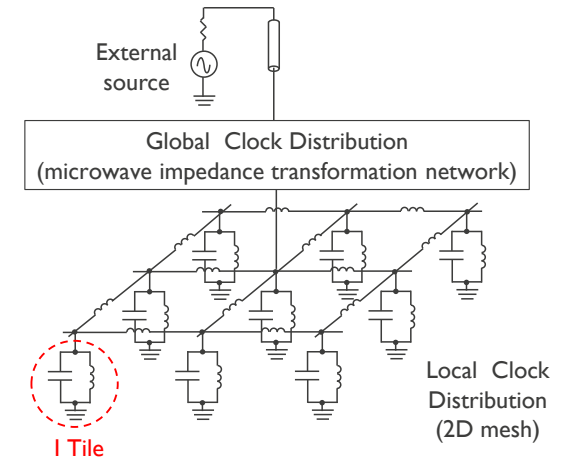 External
source
Global Clock Distribution
(microwave impedance transformation network)
Local Clock
Distribution
(2D mesh)
1 Tile